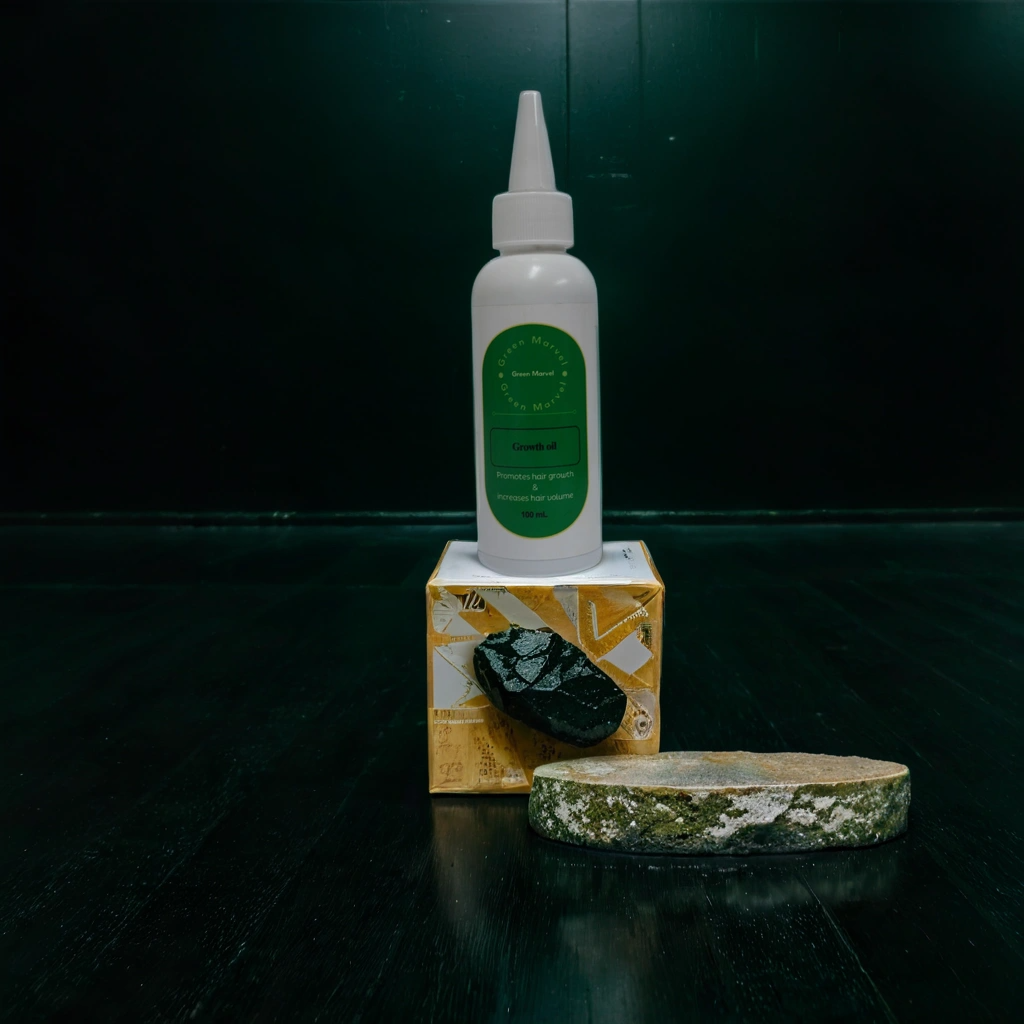 Green Marvel
Green Marvel
Green Marvel
Growth oil
Promotes hair growth
&
increases hair volume
100 mL